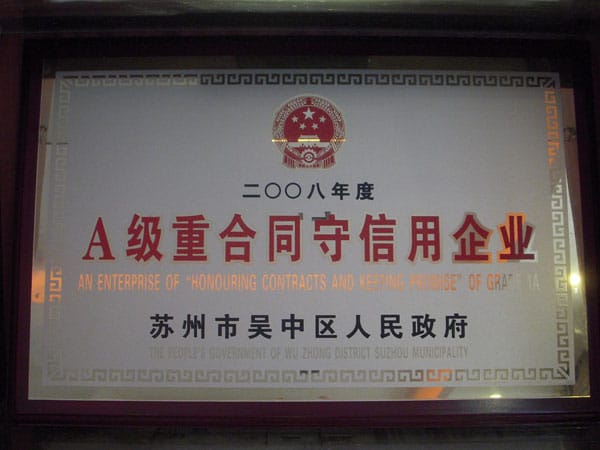 二〇〇八年度
A级重合同守信用企业
AN ENTERPRISE OF "HONOURING CONTRACTS AND KEEPING PROMISE" OF GRADE A
苏州市吴中区人民政府
THE PEOPLE'S GOVERNMENT OF WU ZHONG DISTRICT SUZHOU MUNICIPALITY